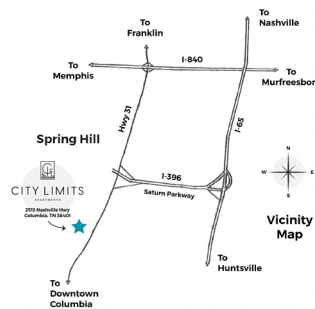 To
Nashville
To
Franklin
I-840
To
Memphis
To
Murfreesbor
Hwy 31
I-65
Spring Hill
CITY LIMITS
APARTMENTS
2515 Nashville Hwy
Columbia, TN 38401
I-396
Saturn Parkway
N
W
E
S
Vicinity
Map
To
Huntsville
To
Downtown
Columbia